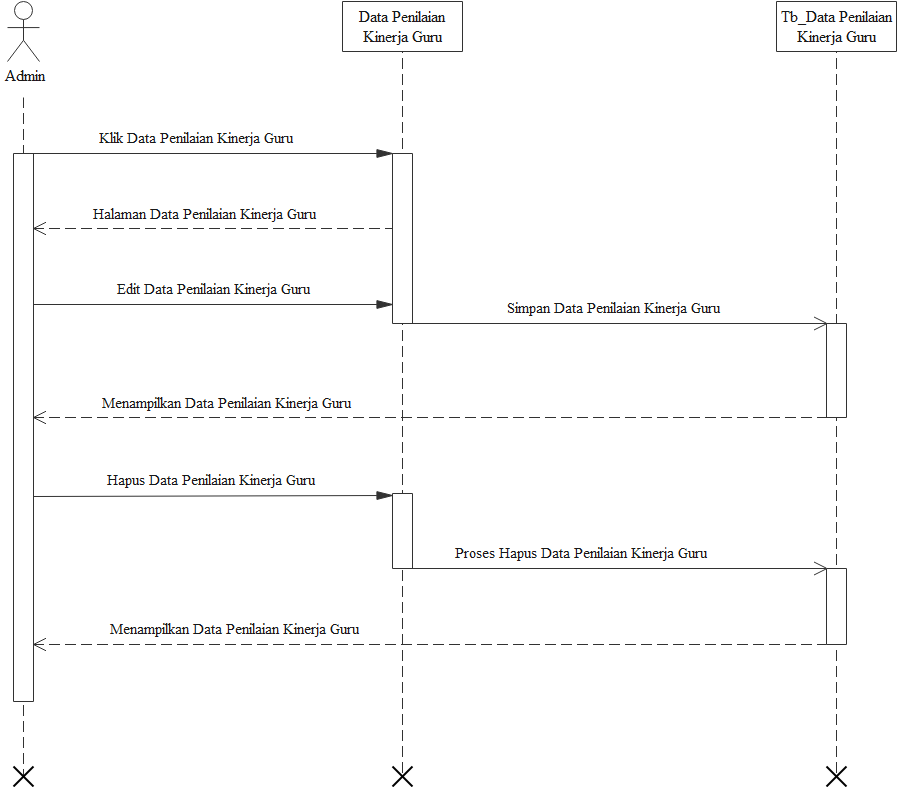 Data Penilaian
Kinerja Guru
Tb_Data Penilaian
Kinerja Guru
Admin
Klik Data Penilaian Kinerja Guru
Halaman Data Penilaian Kinerja Guru
Edit Data Penilaian Kinerja Guru
Simpan Data Penilaian Kinerja Guru
Menampilkan Data Penilaian Kinerja Guru
Hapus Data Penilaian Kinerja Guru
Proses Hapus Data Penilaian Kinerja Guru
Menampilkan Data Penilaian Kinerja Guru